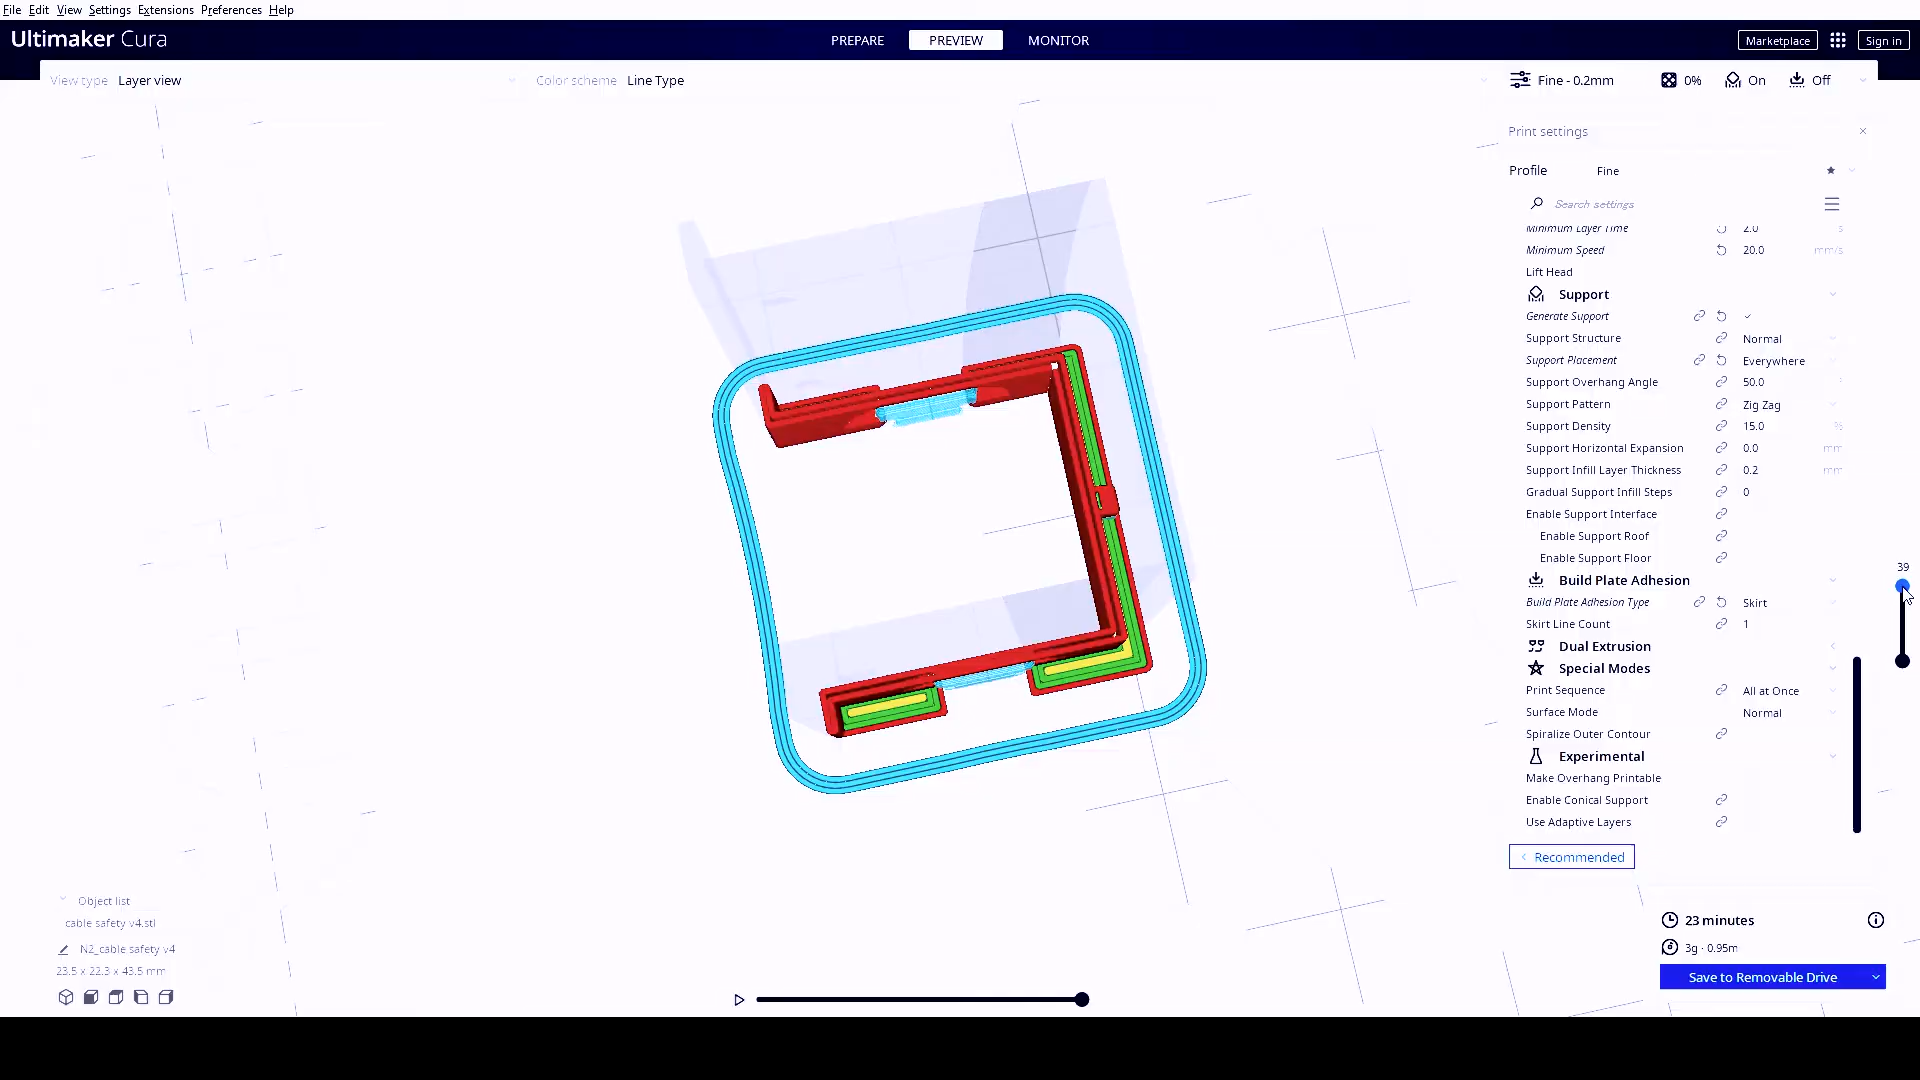 File Edit View Settings Extensions Preferences Help
Ultimaker Cura
PREPARE PREVIEW MONITOR
Marketplace Sign in
View type Layer view Color scheme Line Type
Fine - 0.2mm 0% On Off
Print settings
Profile Fine
Search settings
Minimum Layer Time 2.0 s
Minimum Speed 20.0 mm/s
Lift Head
Support
Generate Support
Support Structure Normal
Support Placement Everywhere
Support Overhang Angle 50.0 °
Support Pattern Zig Zag
Support Density 15.0 %
Support Horizontal Expansion 0.0 mm
Support Infill Layer Thickness 0.2 mm
Gradual Support Infill Steps 0
Enable Support Interface
Enable Support Roof
Enable Support Floor
39
Build Plate Adhesion
Build Plate Adhesion Type Skirt
Skirt Line Count 1
Dual Extrusion
Special Modes
Print Sequence All at Once
Surface Mode Normal
Spiralize Outer Contour
Experimental
Make Overhang Printable
Enable Conical Support
Use Adaptive Layers
Recommended
Object list
cable safety v4.stl
N2_cable safety v4
23.5 x 22.3 x 43.5 mm
23 minutes
3g · 0.95m
Save to Removable Drive